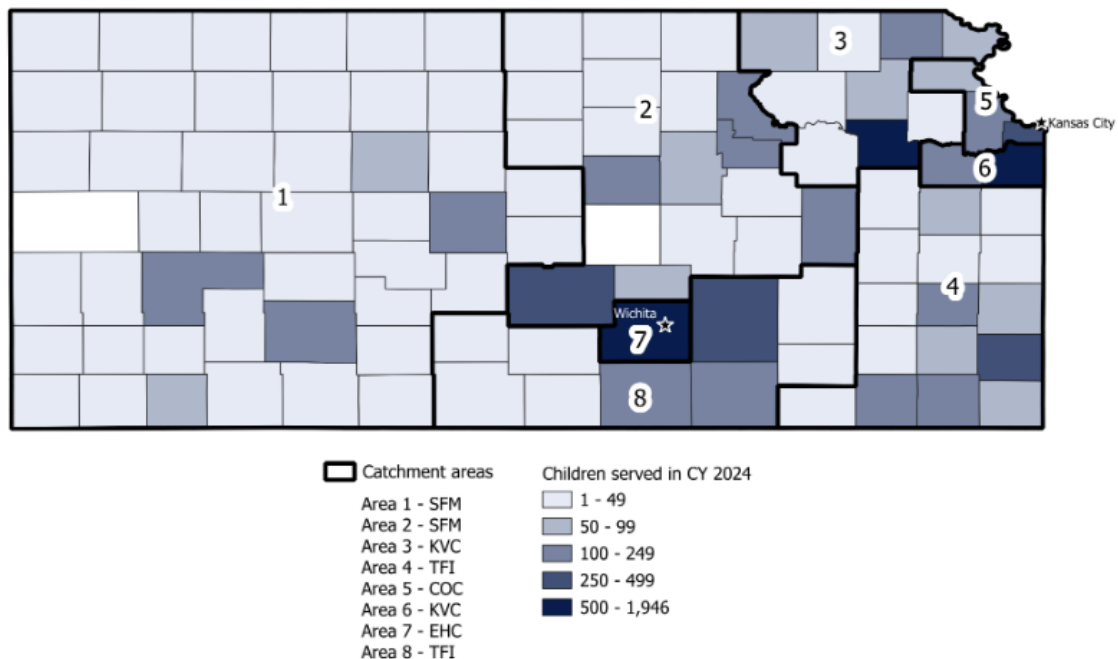 3
2
5
Kansas City
6
1
4
Wichita
7
8
Catchment areas
Area 1 - SFM
Area 2 - SFM
Area 3 - KVC
Area 4 - TFI
Area 5 - COC
Area 6 - KVC
Area 7 - EHC
Area 8 - TFI
Children served in CY 2024
1 - 49
50 - 99
100 - 249
250 - 499
500 - 1,946